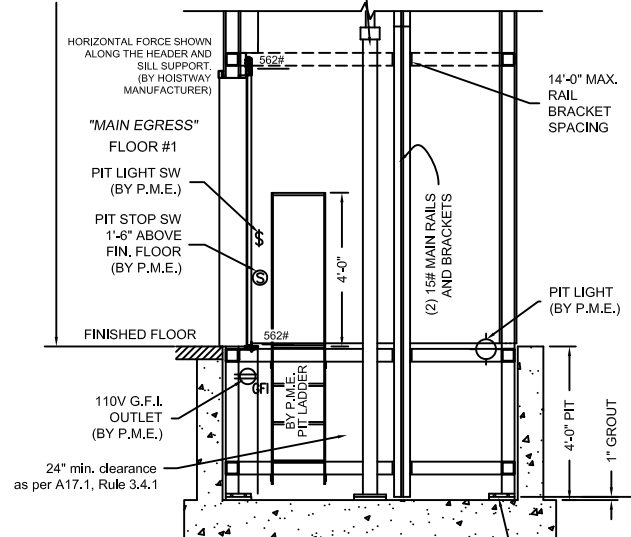 HORIZONTAL FORCE SHOWN
ALONG THE HEADER AND
SILL SUPPORT.
(BY HOISTWAY
MANUFACTURER)
562#
14'-0" MAX.
RAIL
BRACKET
SPACING
"MAIN EGRESS"
FLOOR #1
PIT LIGHT SW
(BY P.M.E.)
$
PIT STOP SW
1'-6" ABOVE
FIN. FLOOR
(BY P.M.E.)
S
4'-0"
(2) 15# MAIN RAILS
AND BRACKETS
PIT LIGHT
(BY P.M.E.)
FINISHED FLOOR
562#
GFI
110V G.F.I.
OUTLET
(BY P.M.E.)
BY P.M.E.
PIT LADDER
4'-0" PIT
1" GROUT
24" min. clearance
as per A17.1, Rule 3.4.1